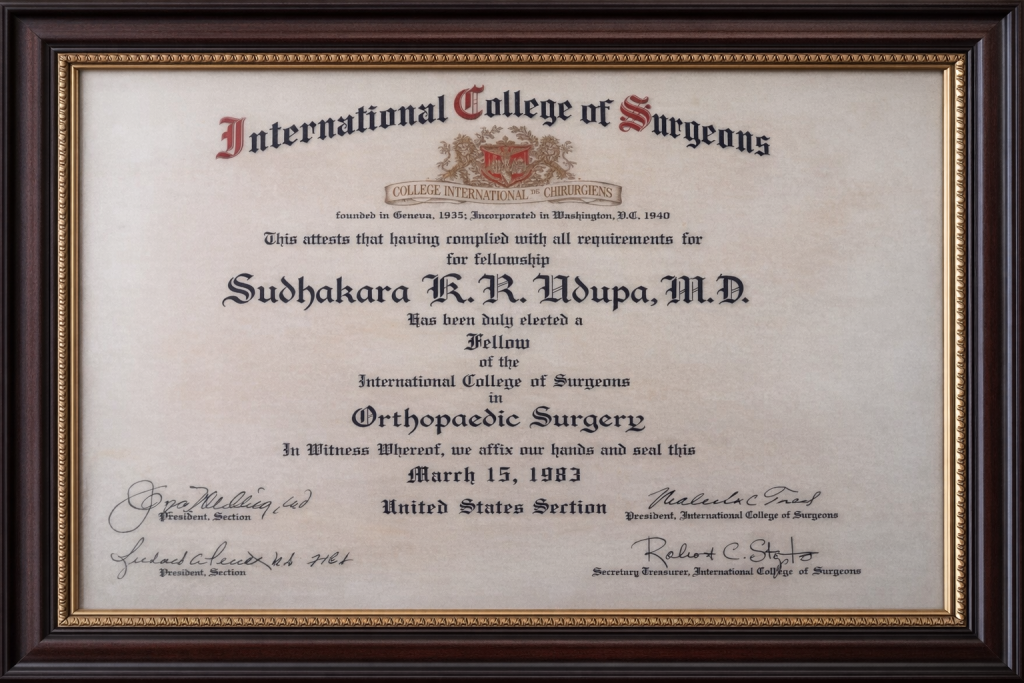 International College of Surgeons
COLLEGE INTERNATIONAL DE CHIRURGIENS
founded in Geneva, 1935; Incorporated in Washington, D.C. 1940
This attests that having complied with all requirements for
for fellowship
Sudhakara K. R. Udupa, M.D.
Has been duly elected a
Fellow
of the
International College of Surgeons
in
Orthopaedic Surgery
In Witness Whereof, we affix our hands and seal this
March 15, 1983
United States Section
President, Section
President, International College of Surgeons
Robert C.
President, Section
Secretary Treasurer, International College of Surgeons